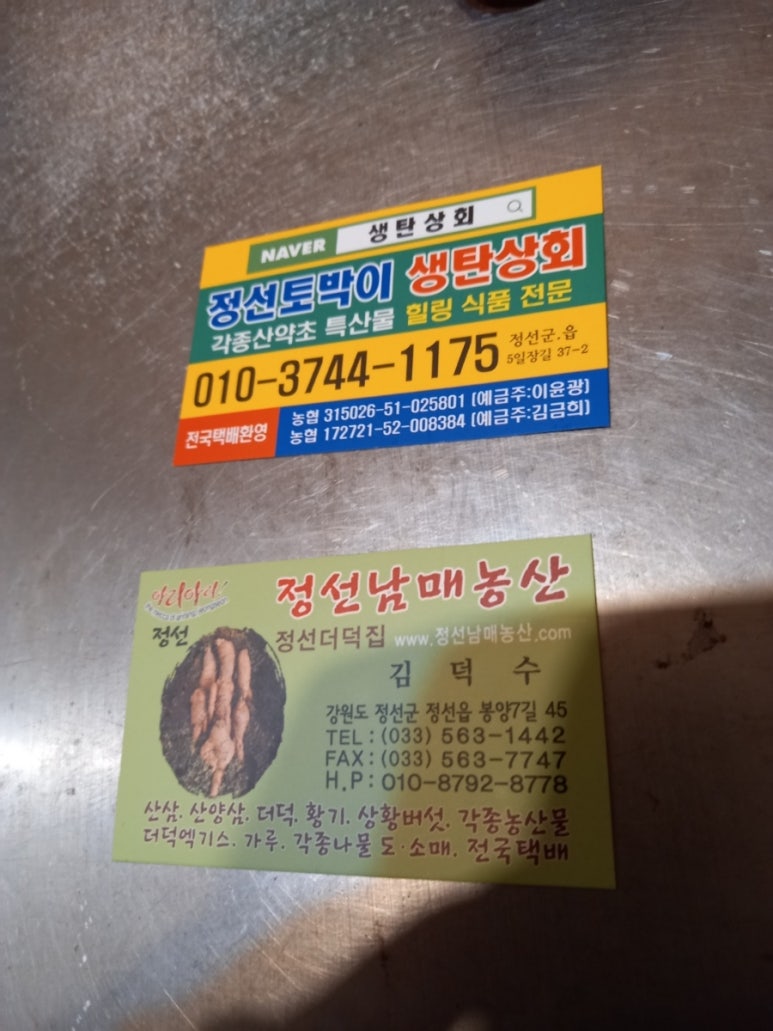 NAVER 생탄상회
정선토박이 생탄상회
각종산약초 특산물 힐링 식품 전문
010-3744-1175
정선군.읍
5일장길 37-2
전국택배환영
농협 315026-51-025801 (예금주:이윤광)
농협 172721-52-008384 (예금주:김금희)
아리아리!
정선
정선남매농산
정선더덕집 www.정선남매농산.com
김덕수
강원도 정선군 정선읍 봉양7길 45
TEL : (033) 563-1442
FAX : (033) 563-7747
H.P : 010-8792-8778
산삼. 산양삼. 더덕. 황기. 상황버섯. 각종농산물
더덕엑기스. 가루. 각종나물 도·소매. 전국택배